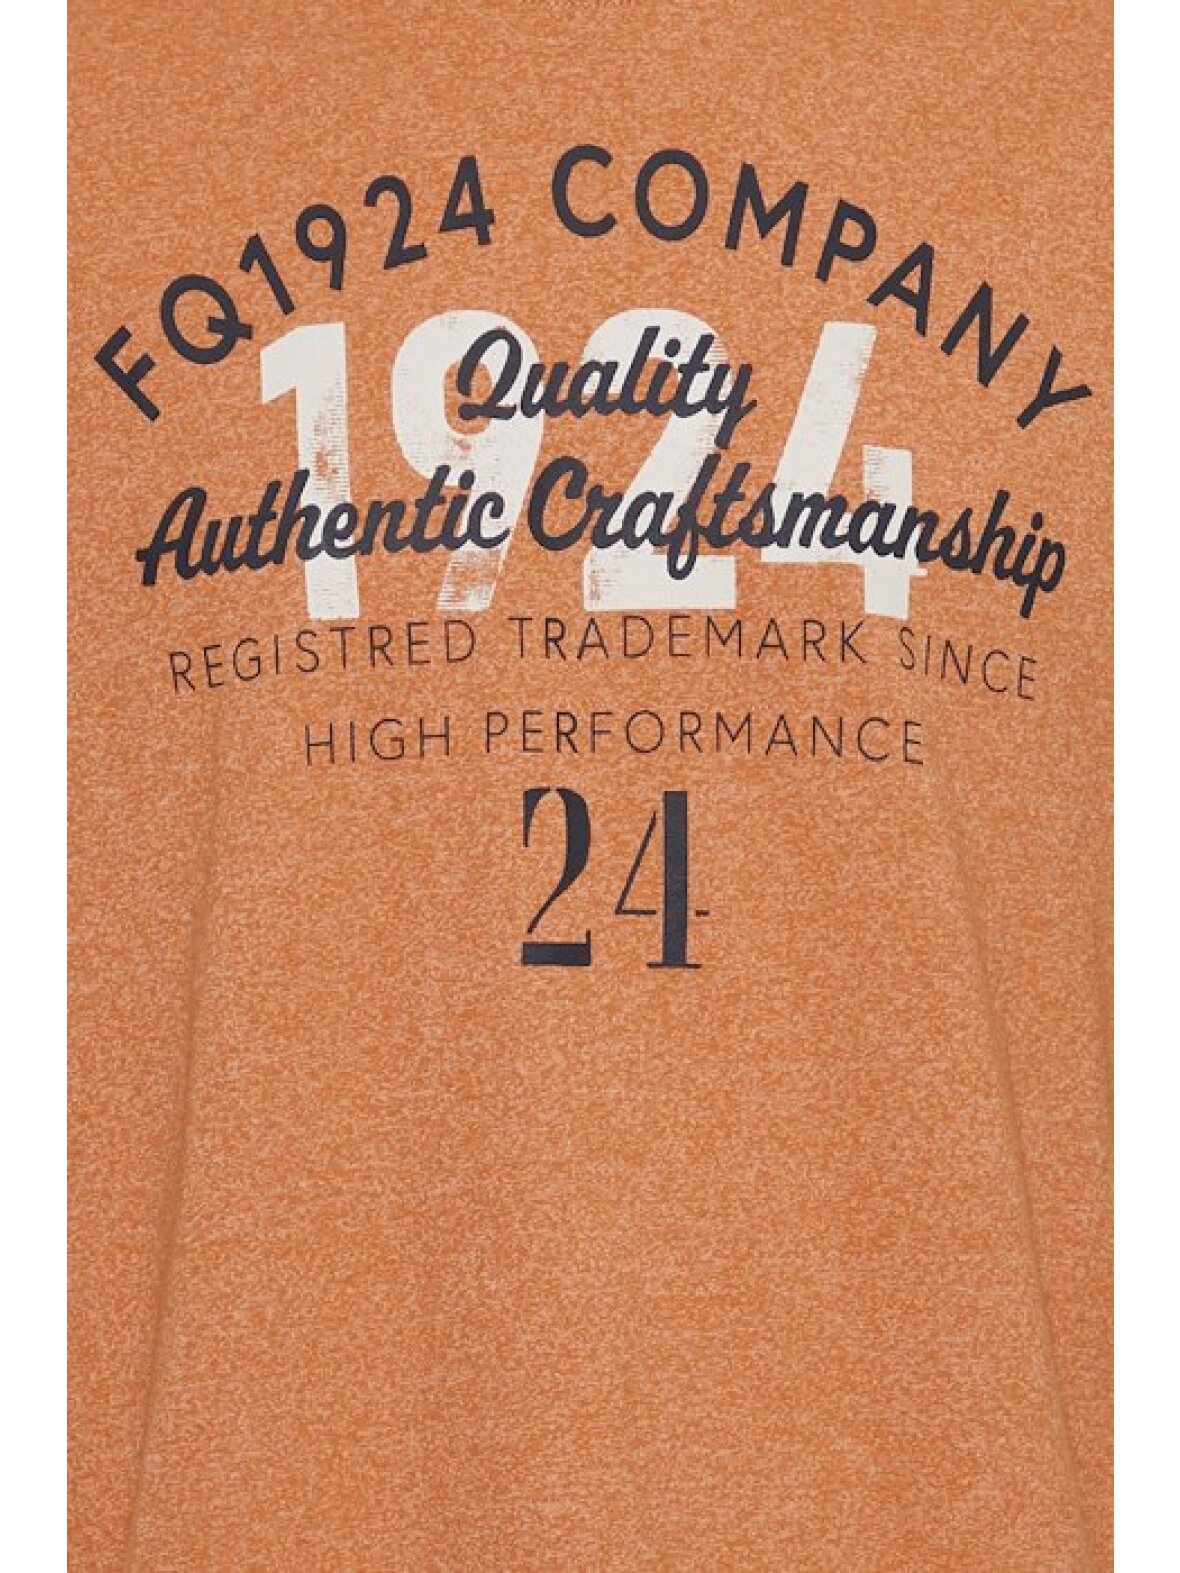 FQ1924 COMPANY
1924
Quality
Authentic Craftsmanship
REGISTRED TRADEMARK SINCE
HIGH PERFORMANCE
24